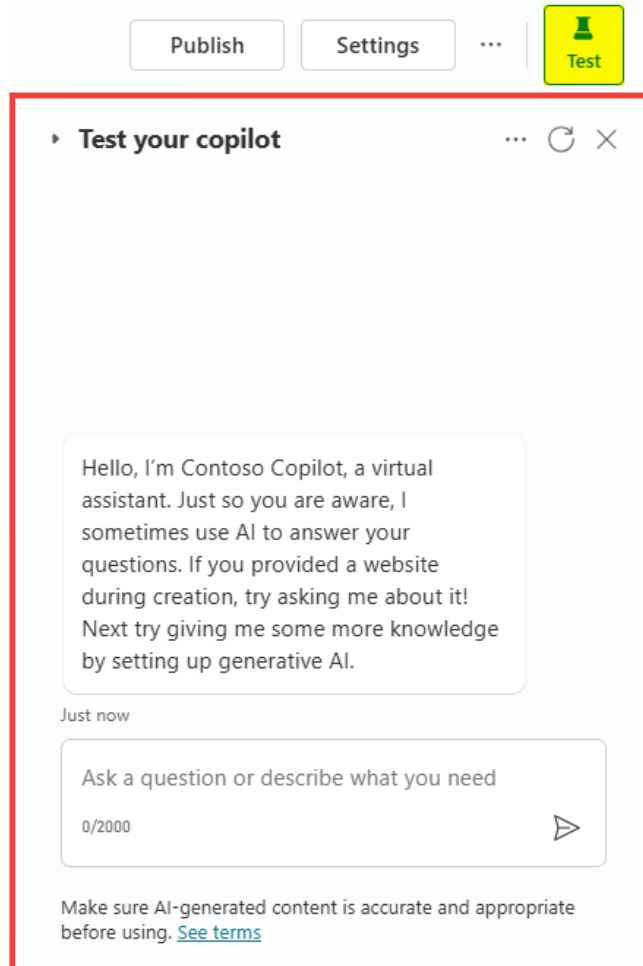 Publish
Settings
Test
Test your copilot
Hello, I'm Contoso Copilot, a virtual
assistant. Just so you are aware, I
sometimes use AI to answer your
questions. If you provided a website
during creation, try asking me about it!
Next try giving me some more knowledge
by setting up generative AI.
Just now
Ask a question or describe what you need
0/2000
Make sure AI-generated content is accurate and appropriate
before using. See terms